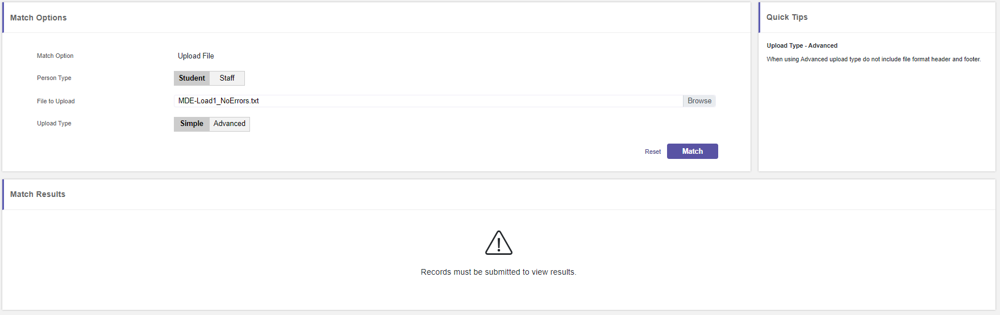 Match Options
Match Option
Upload File
Person Type
Student Staff
File to Upload
MDE-Load1_NoErrors.txt
Browse
Upload Type
Simple Advanced
Reset Match
Quick Tips
Upload Type - Advanced
When using Advanced upload type do not include file format header and footer.
Match Results
Records must be submitted to view results.